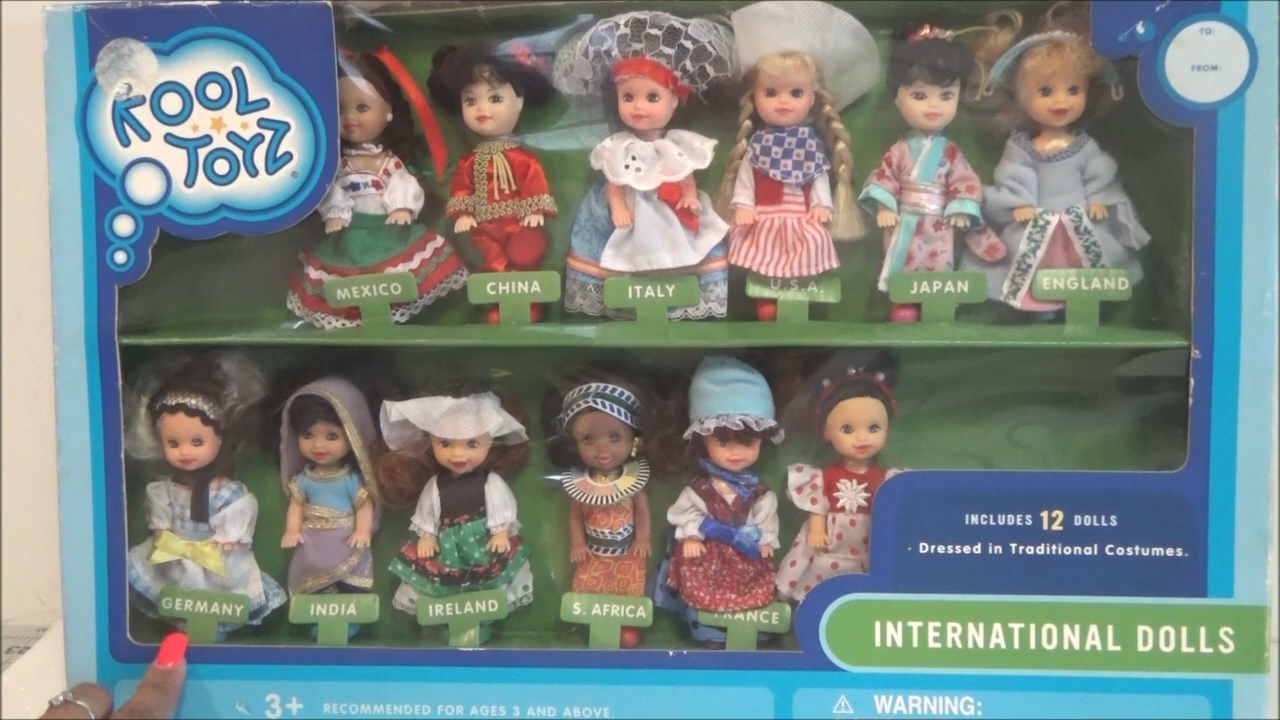 KOOL
TOYZ®
TO:
FROM:
MEXICO
CHINA
ITALY
U.S.A.
JAPAN
ENGLAND
GERMANY
INDIA
IRELAND
S. AFRICA
FRANCE
INCLUDES 12 DOLLS
· Dressed in Traditional Costumes.
INTERNATIONAL DOLLS
3+ RECOMMENDED FOR AGES 3 AND ABOVE.
WARNING: